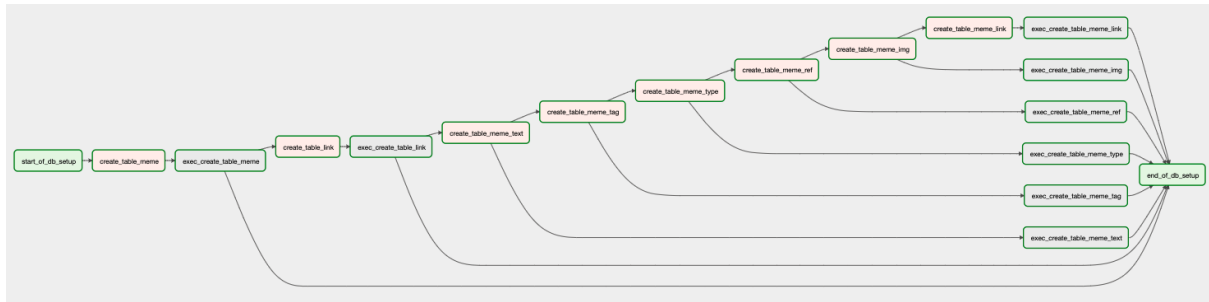 create_table_meme_link
exec_create_table_meme_link
create_table_meme_img
exec_create_table_meme_img
create_table_meme_ref
create_table_meme_type
create_table_meme_tag
exec_create_table_meme_ref
create_table_meme_text
create_table_link
exec_create_table_link
exec_create_table_meme_type
start_of_db_setup
create_table_meme
exec_create_table_meme
end_of_db_setup
exec_create_table_meme_tag
exec_create_table_meme_text